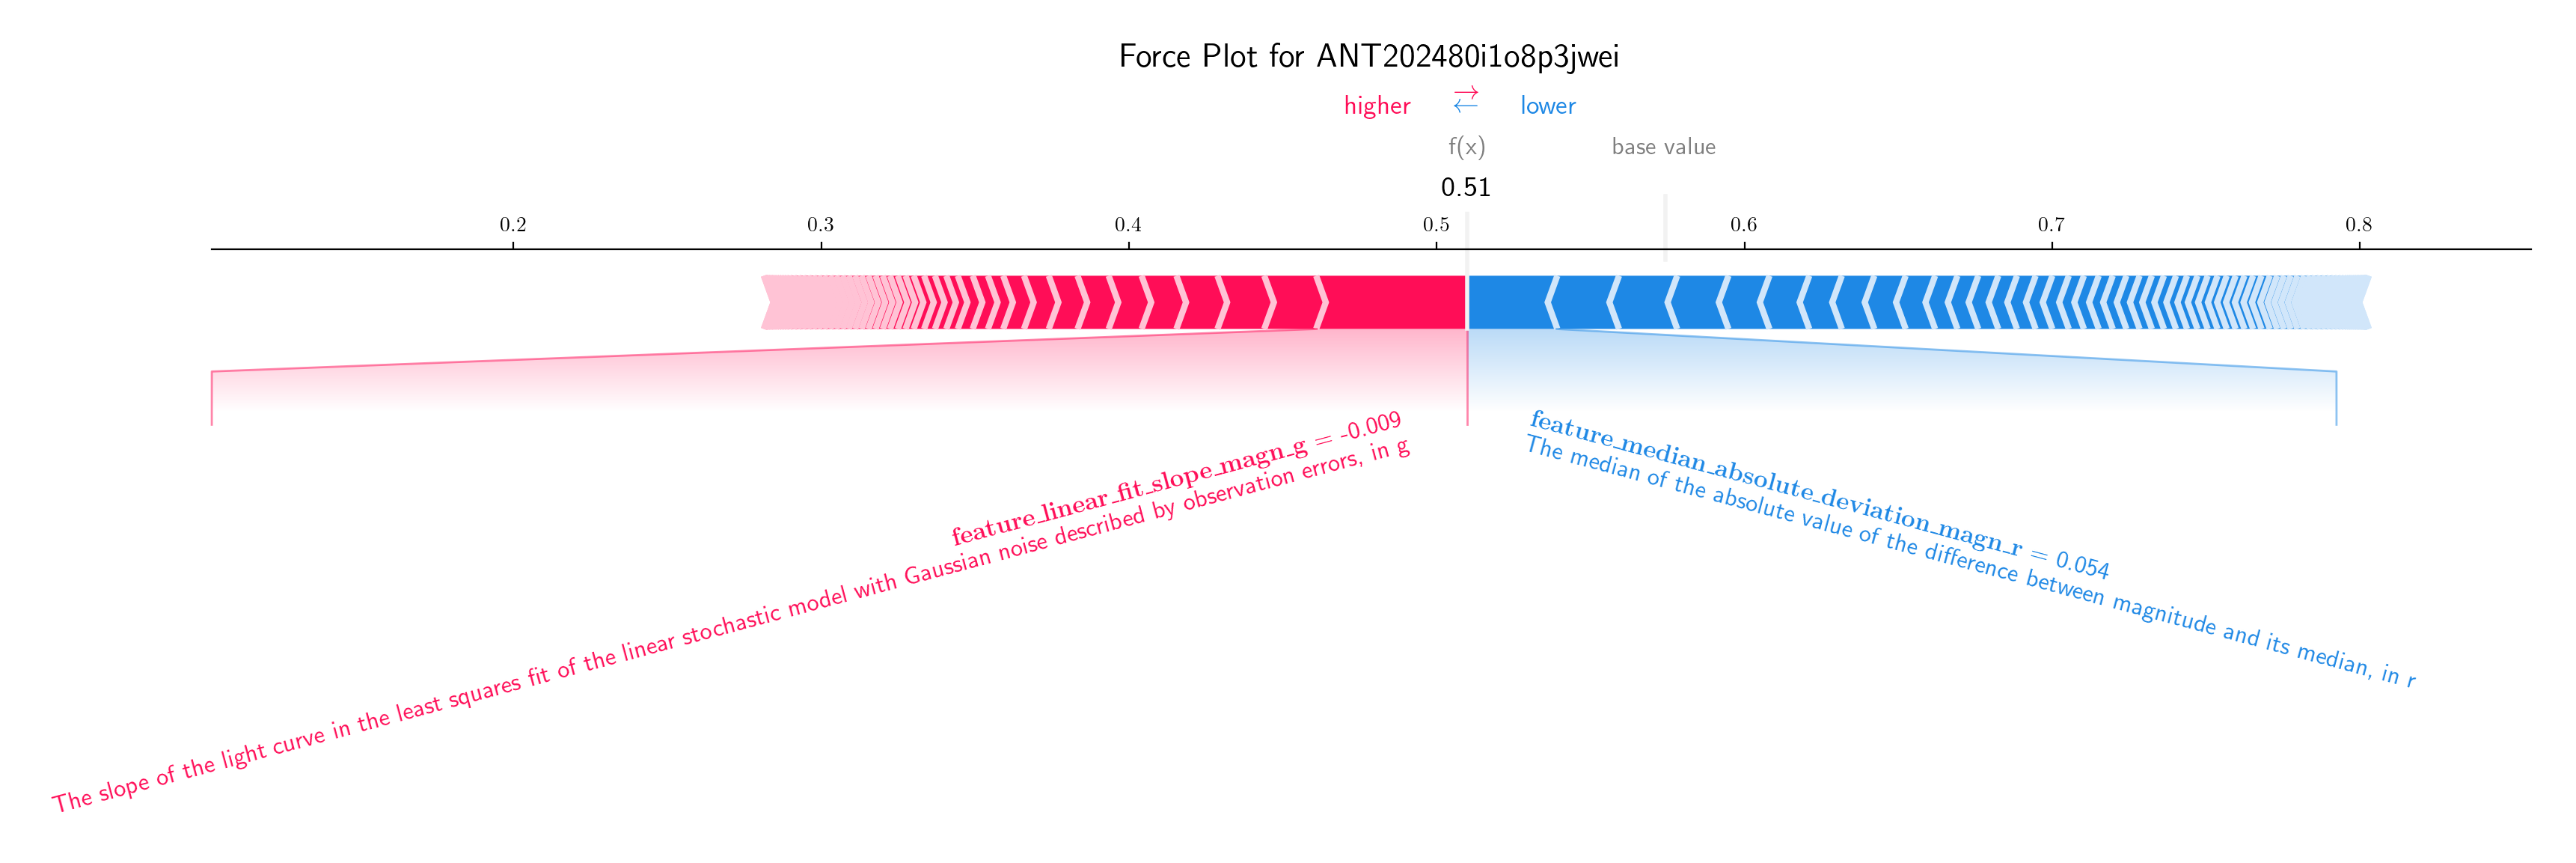 Force Plot for ANT202480i1o8p3jwei
higher → ← lower
f(x) base value
0.51
0.2 0.3 0.4 0.5 0.6 0.7 0.8
feature_linear_fit_slope_magn_g = -0.009
The slope of the light curve in the least squares fit of the linear stochastic model with Gaussian noise described by observation errors, in g
feature_median_absolute_deviation_magn_r = 0.054
The median of the absolute value of the difference between magnitude and its median, in r